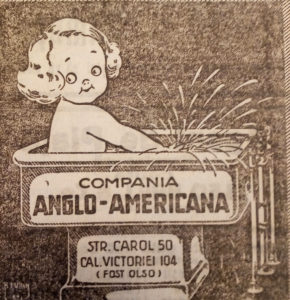 COMPANIA
ANGLO-AMERICANA
STR. CAROL 50
CAL. VICTORIEI 104
(FOST OLSO)